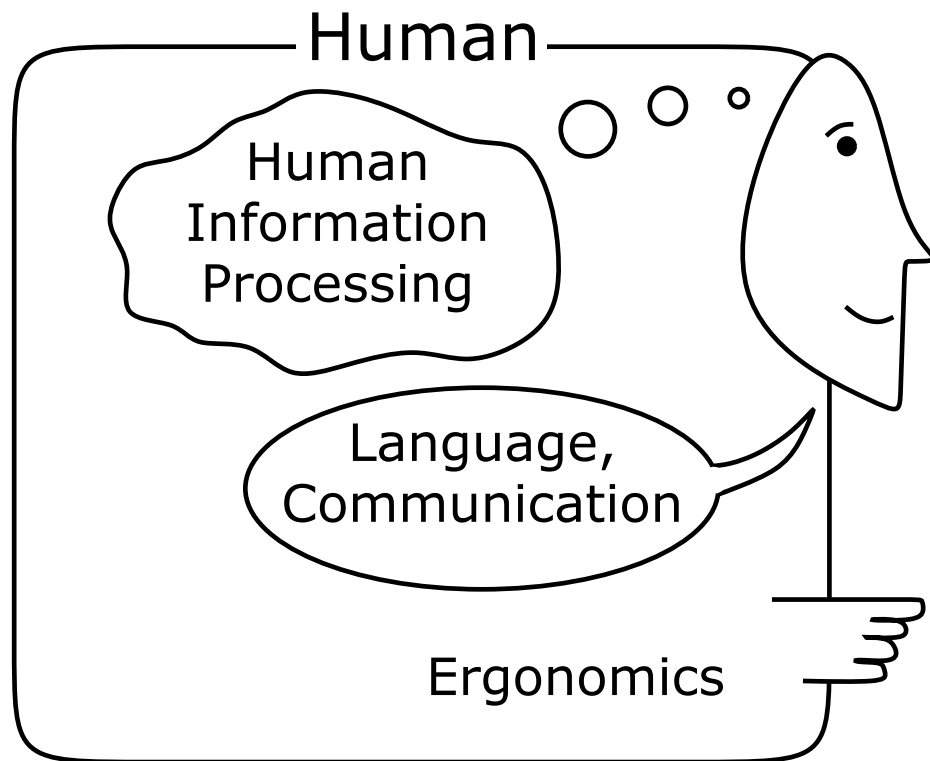 Human
Human
Information
Processing
Language,
Communication
Ergonomics